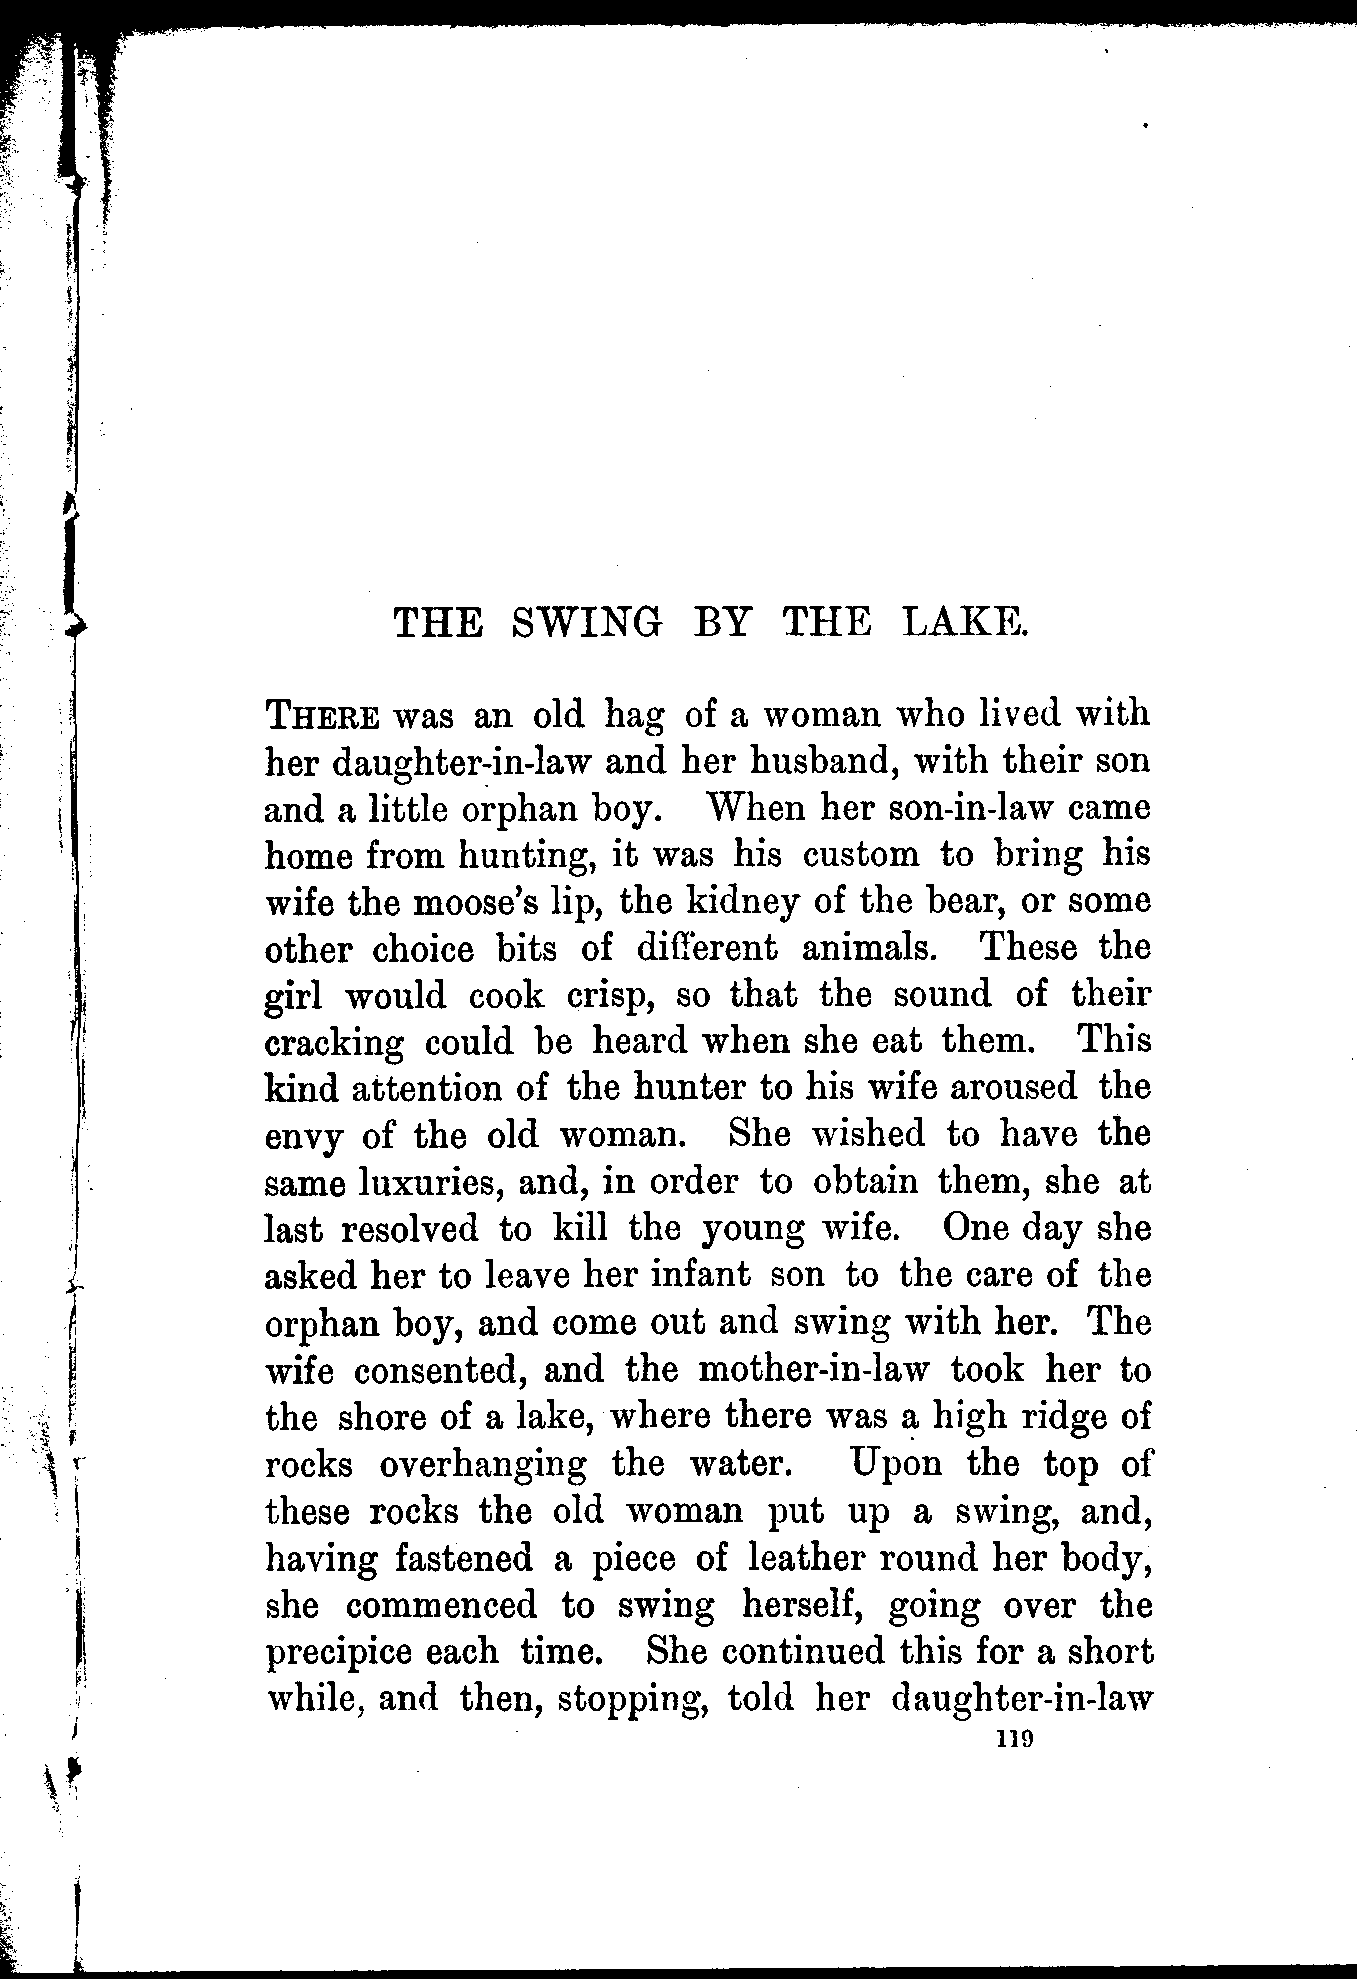 THE SWING BY THE LAKE.
THERE was an old hag of a woman who lived with
her daughter-in-law and her husband, with their son
and a little orphan boy. When her son-in-law came
home from hunting, it was his custom to bring his
wife the moose's lip, the kidney of the bear, or some
other choice bits of different animals. These the
girl would cook crisp, so that the sound of their
cracking could be heard when she eat them. This
kind attention of the hunter to his wife aroused the
envy of the old woman. She wished to have the
same luxuries, and, in order to obtain them, she at
last resolved to kill the young wife. One day she
asked her to leave her infant son to the care of the
orphan boy, and come out and swing with her. The
wife consented, and the mother-in-law took her to
the shore of a lake, where there was a high ridge of
rocks overhanging the water. Upon the top of
these rocks the old woman put up a swing, and,
having fastened a piece of leather round her body,
she commenced to swing herself, going over the
precipice each time. She continued this for a short
while, and then, stopping, told her daughter-in-law
119